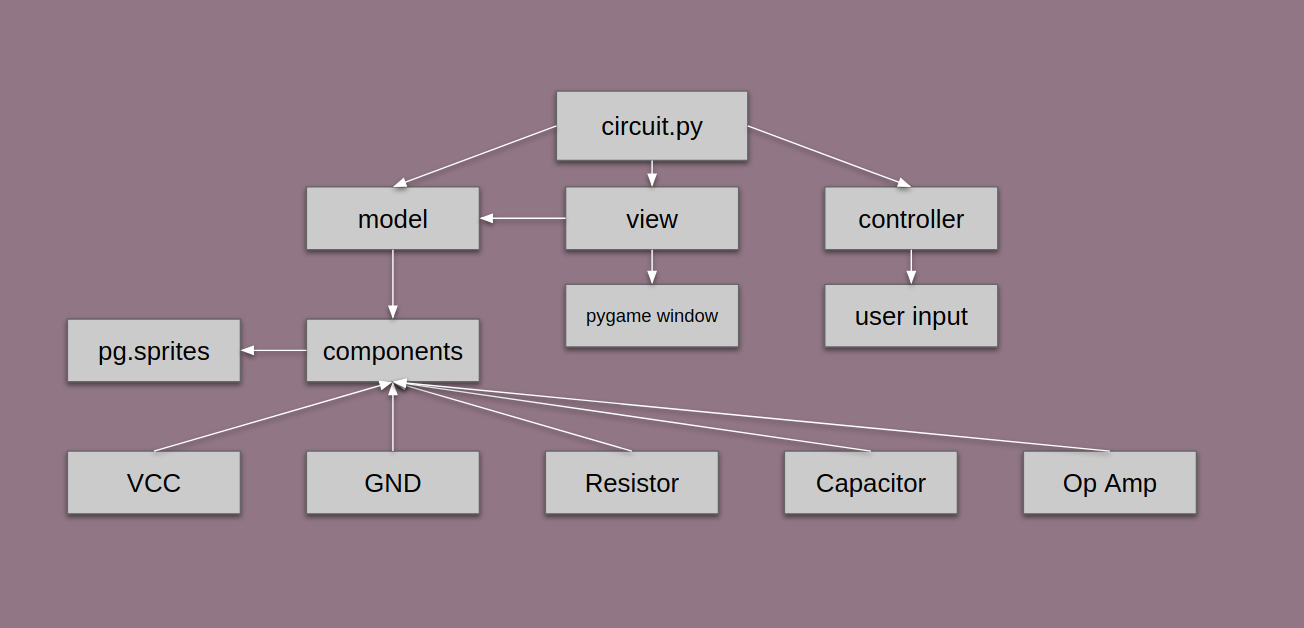 circuit.py
model
view
controller
pygame window
user input
pg.sprites
components
VCC
GND
Resistor
Capacitor
Op Amp